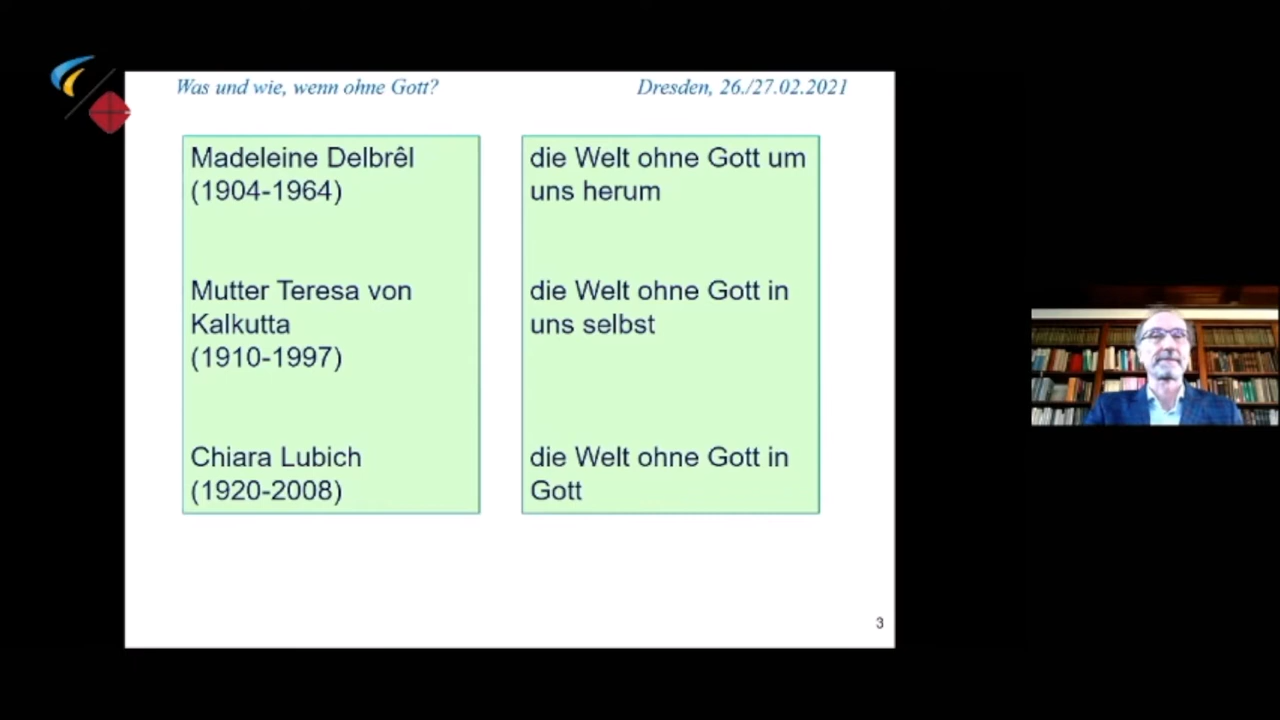 Was und wie, wenn ohne Gott?
Dresden, 26./27.02.2021
Madeleine Delbrêl
(1904-1964)
Mutter Teresa von
Kalkutta
(1910-1997)
Chiara Lubich
(1920-2008)
die Welt ohne Gott um
uns herum
die Welt ohne Gott in
uns selbst
die Welt ohne Gott in
Gott
3